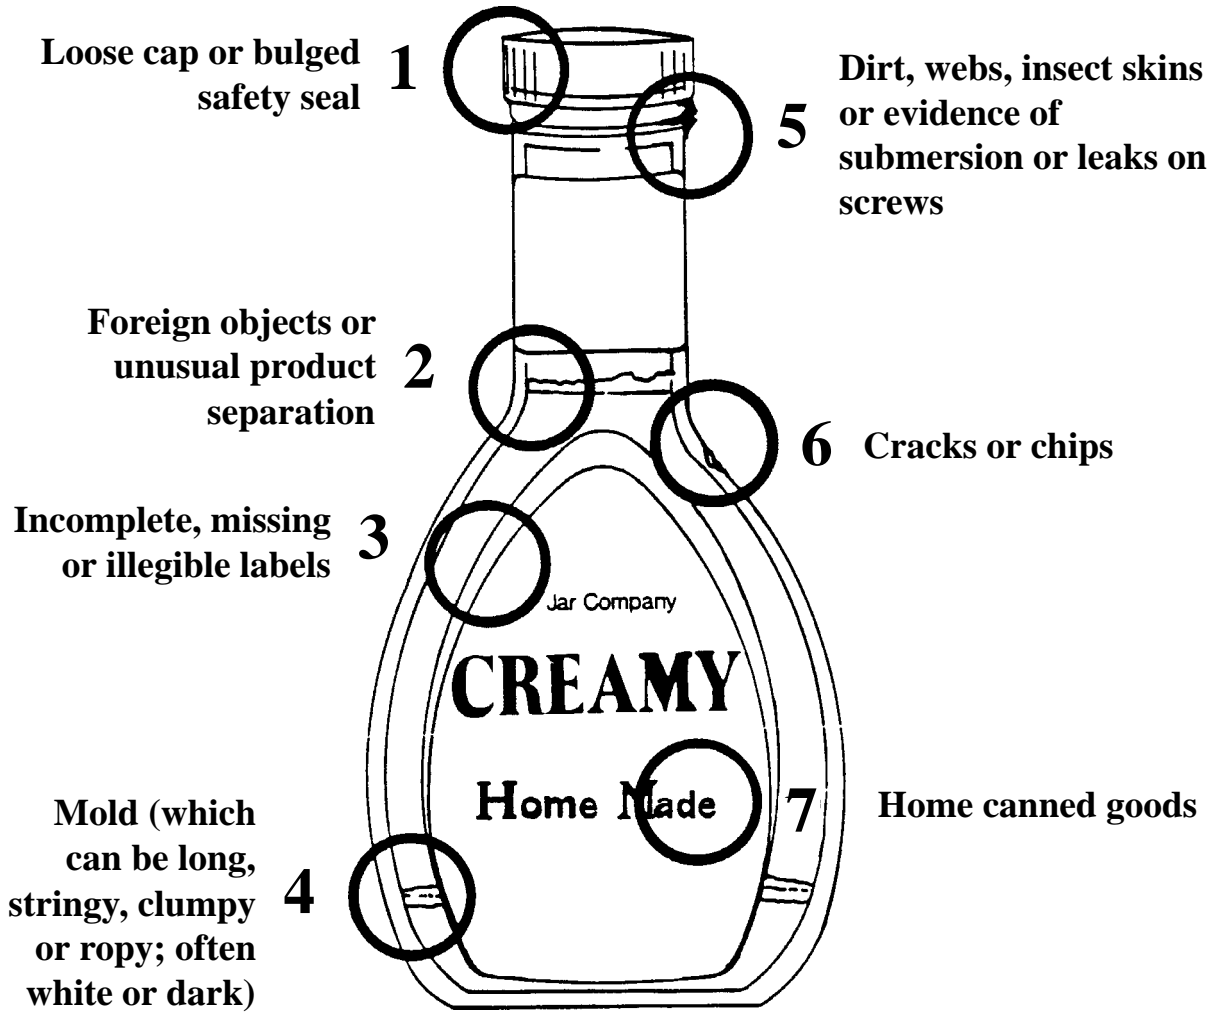 Loose cap or bulged
safety seal
1
Dirt, webs, insect skins
or evidence of
submersion or leaks on
screws
5
Foreign objects or
unusual product
separation
2
6
Cracks or chips
Incomplete, missing
or illegible labels
3
Jar Company
CREAMY
Home Made
7
Home canned goods
Mold (which
can be long,
stringy, clumpy
or ropy; often
white or dark)
4